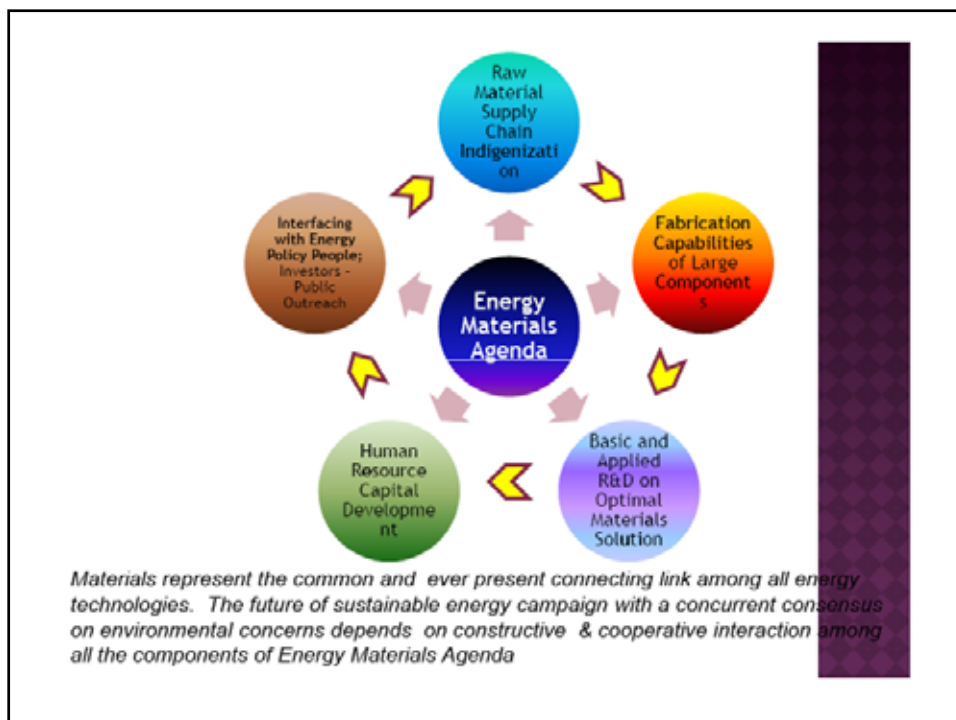 Raw
Material
Supply
Chain
Indigenizati
on
Interfacing
with Energy
Policy People;
Investors -
Public
Outreach
Fabrication
Capabilities
of Large
Component
s
Energy
Materials
Agenda
Human
Resource
Capital
Developme
nt
Basic and
Applied
R&D on
Optimal
Materials
Solution
Materials represent the common and ever present connecting link among all energy
technologies. The future of sustainable energy campaign with a concurrent consensus
on environmental concerns depends on constructive & cooperative interaction among
all the components of Energy Materials Agenda